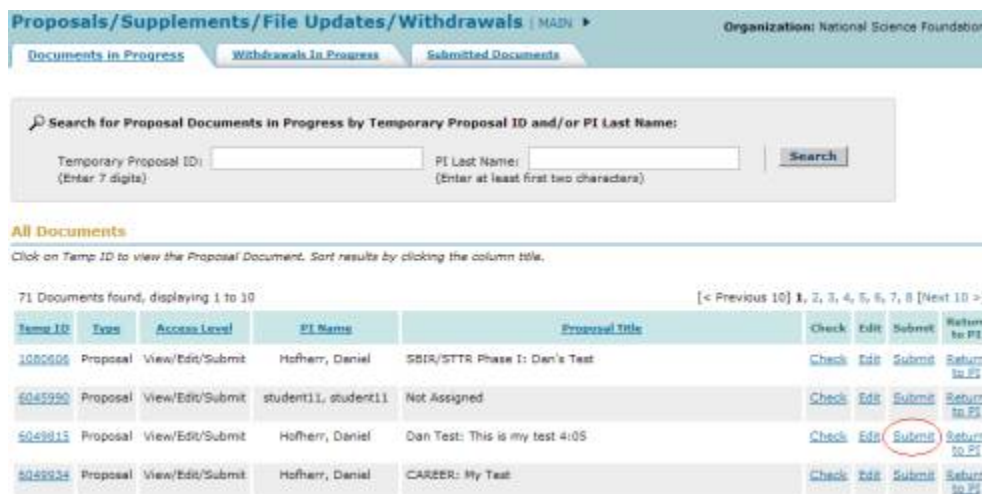 Proposals/Supplements/File Updates/Withdrawals | MAIN
Organization: National Science Foundation
Documents in Progress Withdrawals In Progress Submitted Documents
Search for Proposal Documents in Progress by Temporary Proposal ID and/or PI Last Name:
Temporary Proposal ID: PI Last Name: Search
(Enter 7 digits) (Enter at least first two characters)
All Documents
Click on Temp ID to view the Proposal Document. Sort results by clicking the column title.
71 Documents found, displaying 1 to 10 [< Previous 10] 1, 2, 3, 4, 5, 6, 7, 8 [Next 10 >
Temp ID Type Access Level PI Name Proposal Title Check Edit Submit Return to PI
1080606 Proposal View/Edit/Submit Hofherr, Daniel SBIR/STTR Phase I: Dan's Test Check Edit Submit Return to PI
6045990 Proposal View/Edit/Submit student11, student11 Not Assigned Check Edit Submit Return to PI
6049815 Proposal View/Edit/Submit Hofherr, Daniel Dan Test: This is my test 4:05 Check Edit Submit Return to PI
6049934 Proposal View/Edit/Submit Hofherr, Daniel CAREER: My Test Check Edit Submit Return to PI